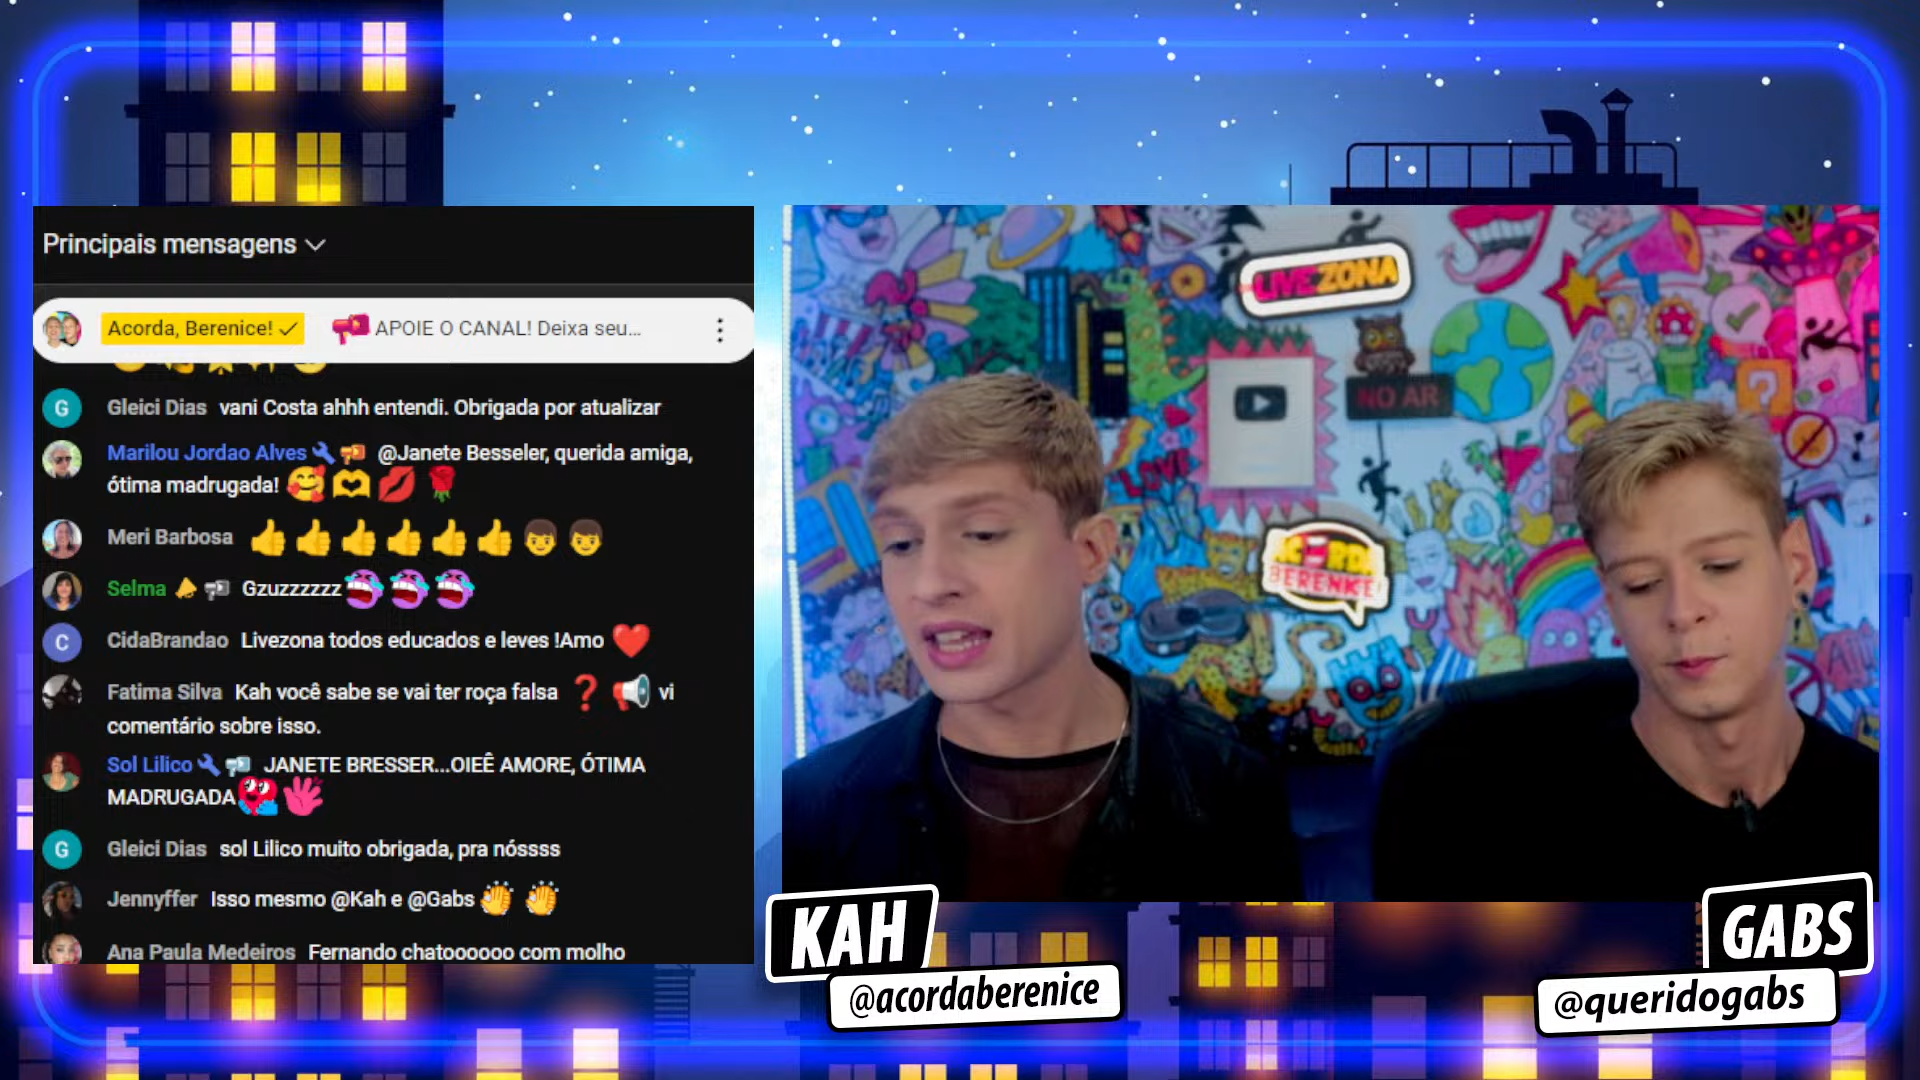 Principais mensagens
Acorda, Berenice! APOIE O CANAL! Deixa seu...
Gleici Dias vani Costa ahhh entendi. Obrigada por atualizar
Marilou Jordao Alves @Janete Besseler, querida amiga,
ótima madrugada!
Meri Barbosa
Selma Gzuzzzzzz
CidaBrandao Livezona todos educados e leves !Amo
Fatima Silva Kah você sabe se vai ter roça falsa ❓ vi
comentário sobre isso.
Sol Lilico JANETE BRESSER...OIEÊ AMORE, ÓTIMA
MADRUGADA
Gleici Dias sol Lilico muito obrigada, pra nóssss
Jennyffer Isso mesmo @Kah e @Gabs
Ana Paula Medeiros Fernando chatoooooo com molho
LIVEZONA
NO AR
LOVE
ACORDA
BERENICE!
KAH
@acordaberenice
GABS
@queridogabs